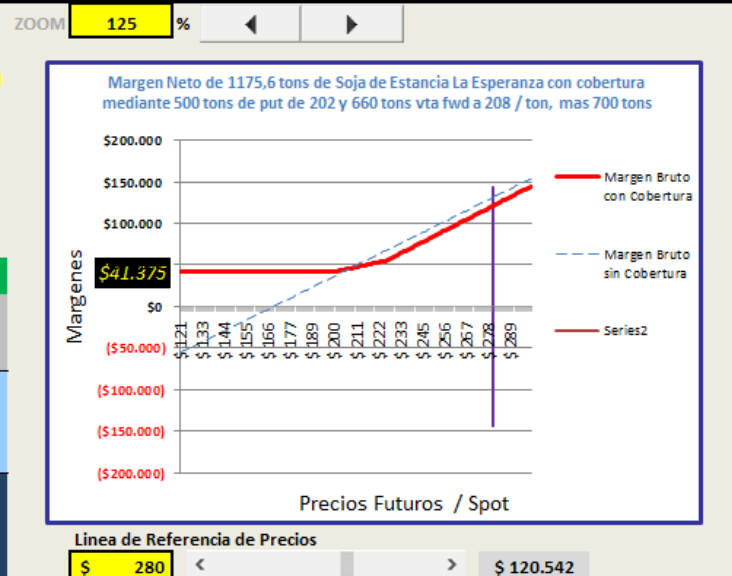 ZOOM 125 %
Margen Neto de 1175,6 tons de Soja de Estancia La Esperanza con cobertura
mediante 500 tons de put de 202 y 660 tons vta fwd a 208 / ton, mas 700 tons
$200.000
$150.000
$100.000
$41.375
$0
($50.000)
($100.000)
($150.000)
($200.000)
Margenes
$ 121
$ 133
$ 144
$ 155
$ 166
$ 177
$ 189
$ 200
$ 211
$ 222
$ 233
$ 245
$ 256
$ 267
$ 278
$ 289
Precios Futuros / Spot
Margen Bruto
con Cobertura
Margen Bruto
sin Cobertura
Series2
Linea de Referencia de Precios
$ 280
$ 120.542